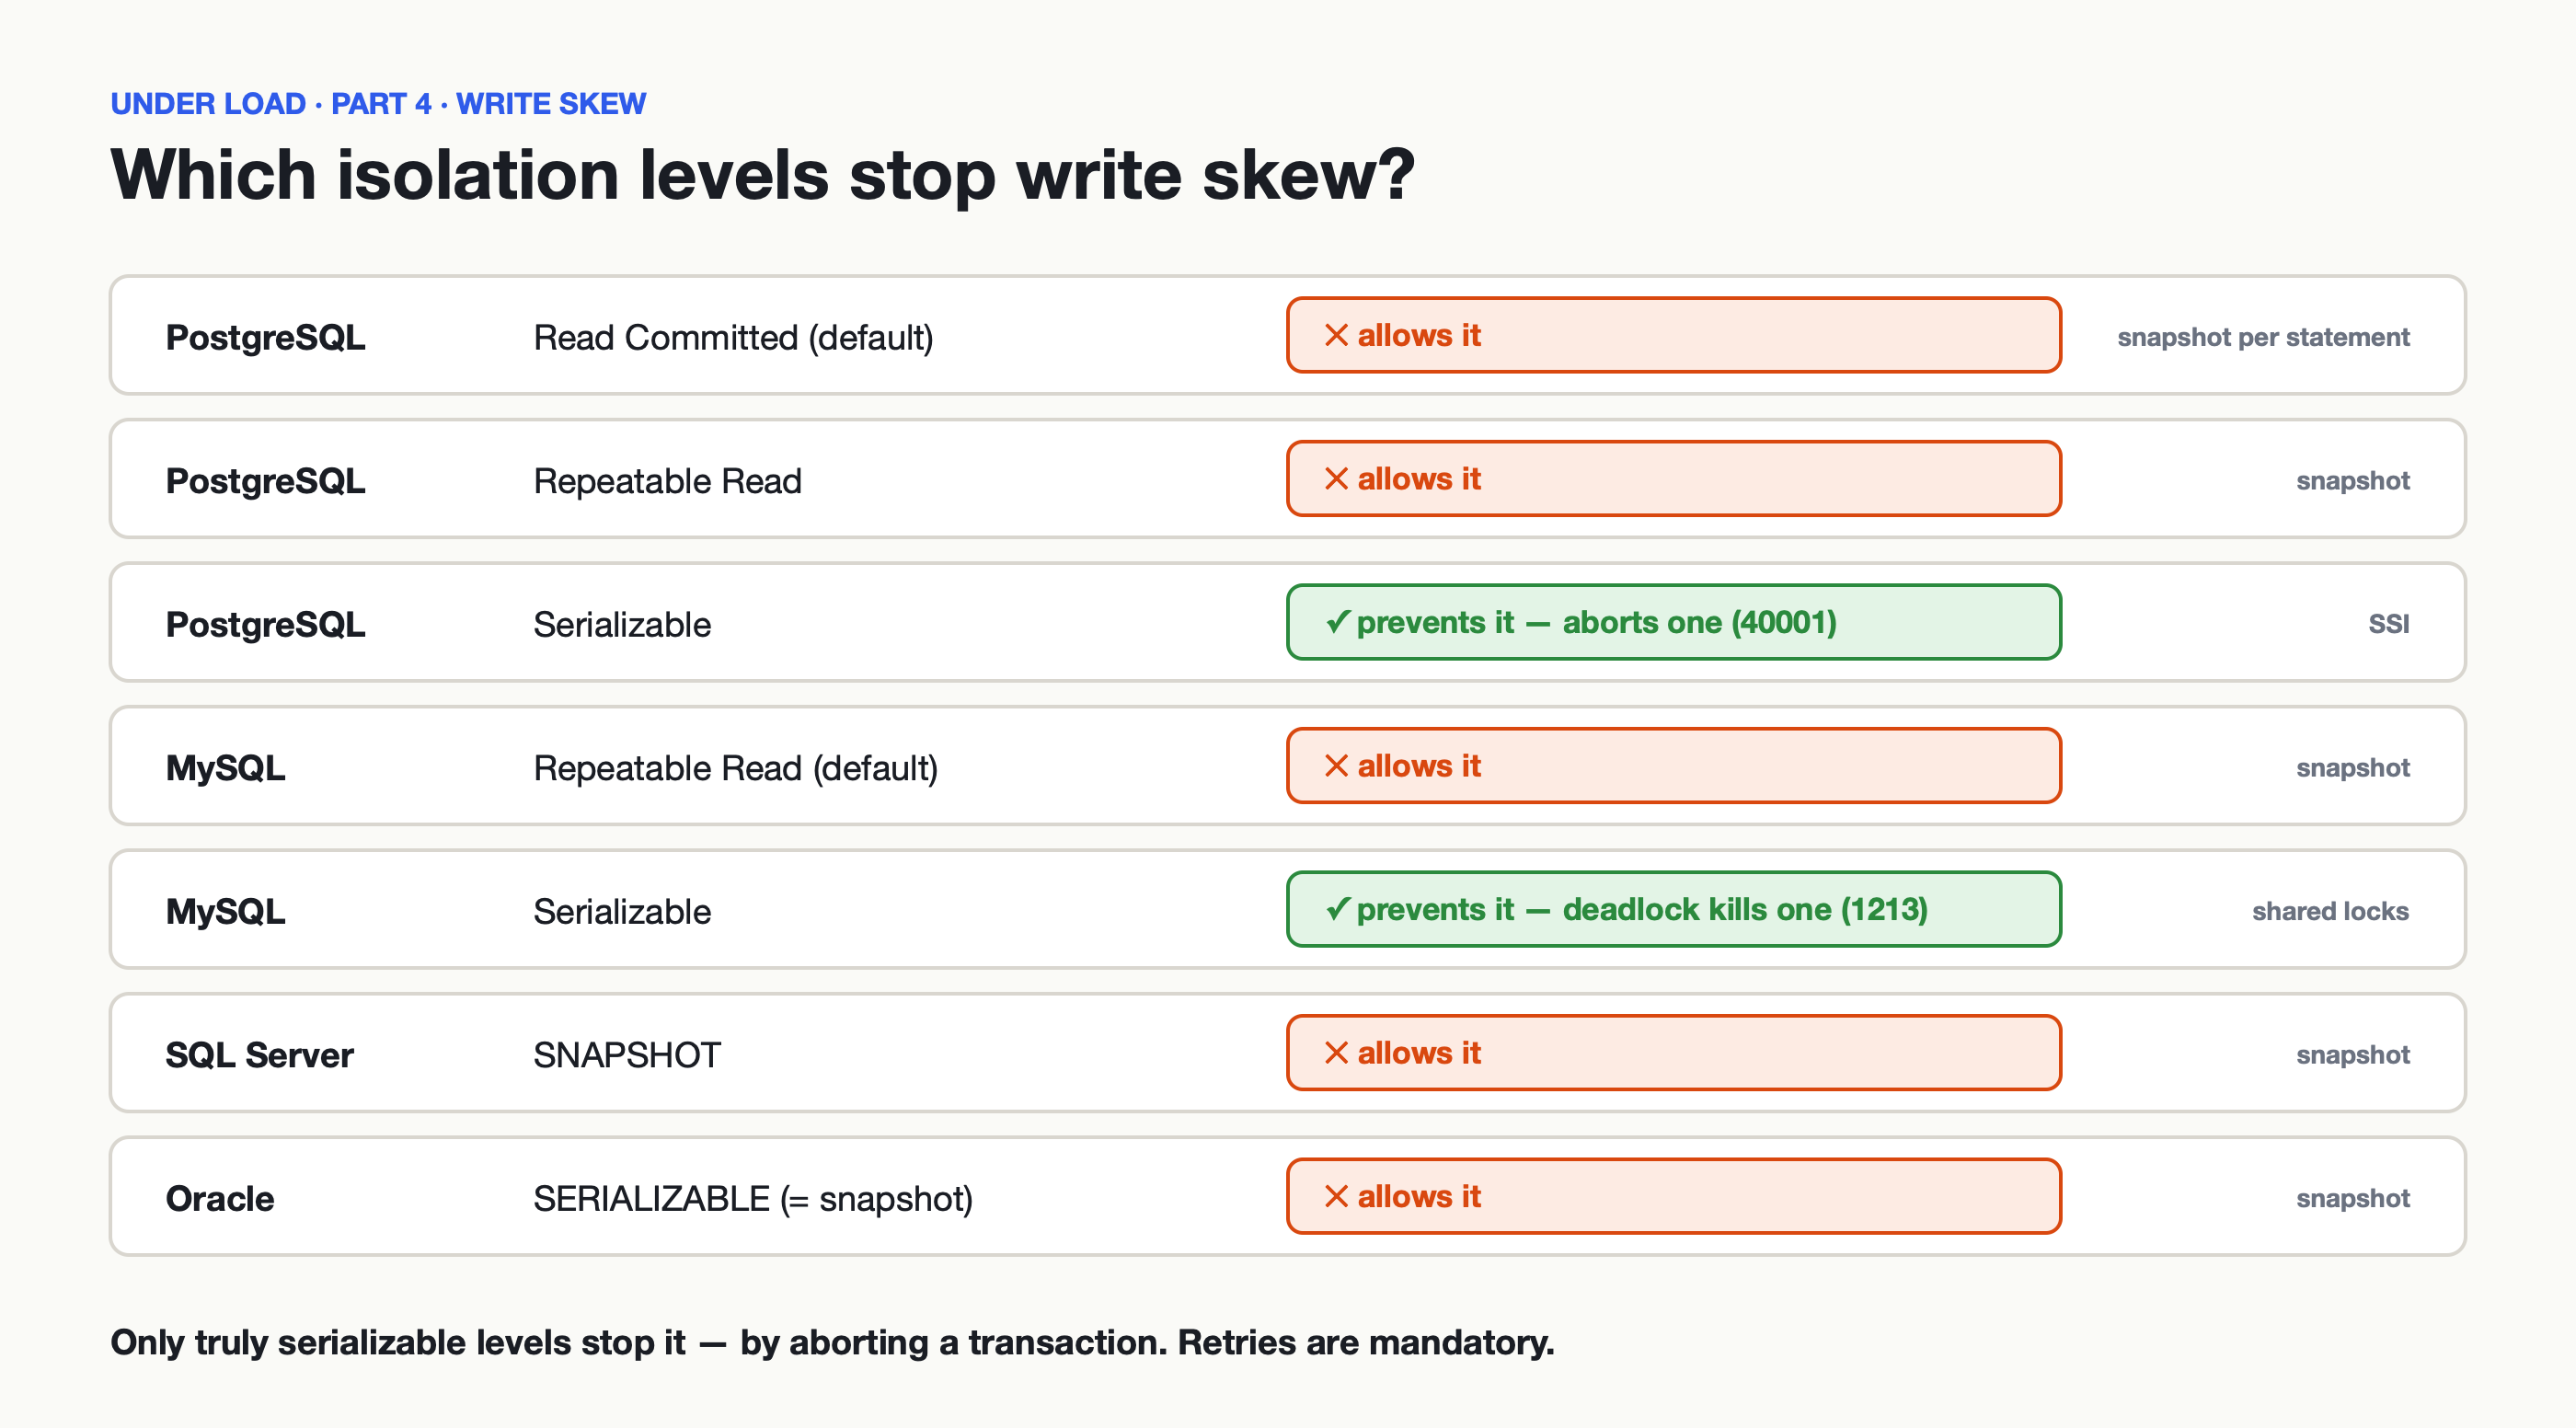 UNDER LOAD · PART 4 · WRITE SKEW
Which isolation levels stop write skew?
PostgreSQL Read Committed (default) ✕ allows it snapshot per statement
PostgreSQL Repeatable Read ✕ allows it snapshot
PostgreSQL Serializable ✓ prevents it — aborts one (40001) SSI
MySQL Repeatable Read (default) ✕ allows it snapshot
MySQL Serializable ✓ prevents it — deadlock kills one (1213) shared locks
SQL Server SNAPSHOT ✕ allows it snapshot
Oracle SERIALIZABLE (= snapshot) ✕ allows it snapshot
Only truly serializable levels stop it — by aborting a transaction. Retries are mandatory.